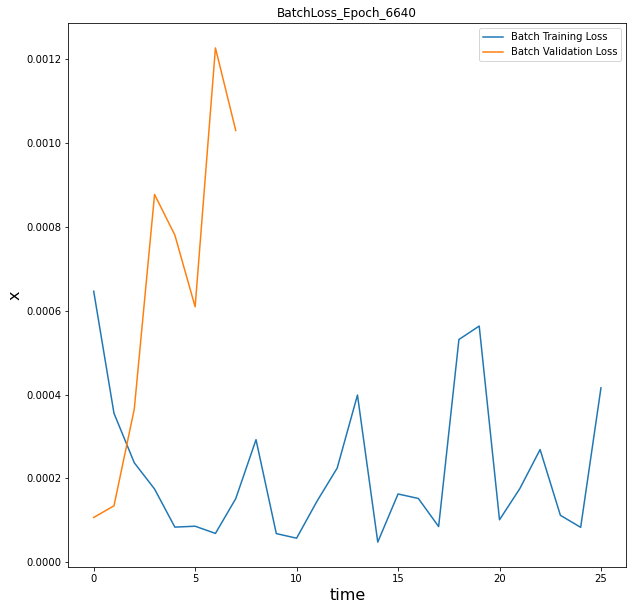 BatchLoss_Epoch_6640
Batch Training Loss
Batch Validation Loss
0.0012
0.0010
0.0008
0.0006
0.0004
0.0002
0.0000
x
0 5 10 15 20 25
time